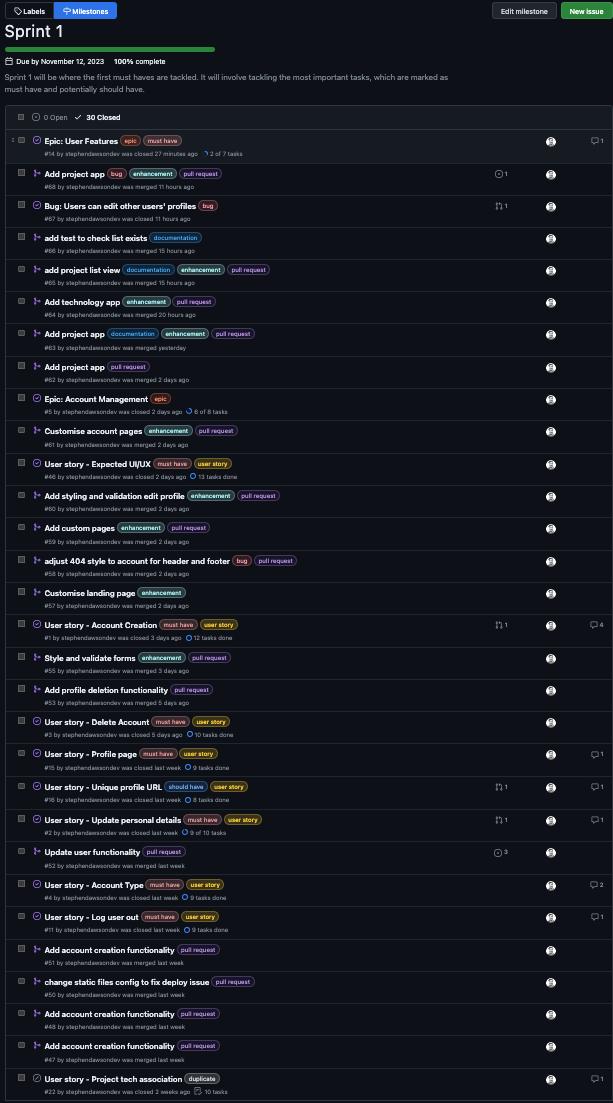 Labels Milestones Edit milestone New issue
Sprint 1
Due by November 12, 2023 100% complete
Sprint 1 will be where the first must haves are tackled. It will involve tackling the most important tasks, which are marked as
must have and potentially should have.
0 Open 30 Closed
Epic: User Features epic must have 1
#14 by stephendawsondev was closed 27 minutes ago 2 of 7 tasks
Add project app bug enhancement pull request 1
#68 by stephendawsondev was merged 11 hours ago
Bug: Users can edit other users' profiles bug 1
#67 by stephendawsondev was closed 11 hours ago
add test to check list exists documentation
#66 by stephendawsondev was merged 15 hours ago
add project list view documentation enhancement pull request
#65 by stephendawsondev was merged 15 hours ago
Add technology app enhancement pull request
#64 by stephendawsondev was merged 20 hours ago
Add project app documentation enhancement pull request
#63 by stephendawsondev was merged yesterday
Add project app pull request
#62 by stephendawsondev was merged 2 days ago
Epic: Account Management epic
#5 by stephendawsondev was closed 2 days ago 6 of 8 tasks
Customise account pages enhancement pull request
#61 by stephendawsondev was merged 2 days ago
User story - Expected UI/UX must have user story
#46 by stephendawsondev was closed 2 days ago 13 tasks done
Add styling and validation edit profile enhancement pull request
#60 by stephendawsondev was merged 2 days ago
Add custom pages enhancement pull request
#59 by stephendawsondev was merged 2 days ago
adjust 404 style to account for header and footer bug pull request
#58 by stephendawsondev was merged 2 days ago
Customise landing page enhancement
#57 by stephendawsondev was merged 2 days ago
User story - Account Creation must have user story 1 4
#1 by stephendawsondev was closed 3 days ago 12 tasks done
Style and validate forms enhancement pull request
#55 by stephendawsondev was merged 3 days ago
Add profile deletion functionality pull request
#53 by stephendawsondev was merged 5 days ago
User story - Delete Account must have user story
#3 by stephendawsondev was closed 5 days ago 10 tasks done
User story - Profile page must have user story 1
#15 by stephendawsondev was closed last week 9 tasks done
User story - Unique profile URL should have user story 1 1
#16 by stephendawsondev was closed last week 8 tasks done
User story - Update personal details must have user story 1 1
#2 by stephendawsondev was closed last week 9 of 10 tasks
Update user functionality pull request 3
#52 by stephendawsondev was merged last week
User story - Account Type must have user story 2
#4 by stephendawsondev was closed last week 9 tasks done
User story - Log user out must have user story 1
#11 by stephendawsondev was closed last week 9 tasks done
Add account creation functionality pull request
#51 by stephendawsondev was merged last week
change static files config to fix deploy issue pull request
#50 by stephendawsondev was merged last week
Add account creation functionality pull request
#48 by stephendawsondev was merged last week
Add account creation functionality pull request
#47 by stephendawsondev was merged last week
User story - Project tech association duplicate 1
#22 by stephendawsondev was closed 2 weeks ago 10 tasks